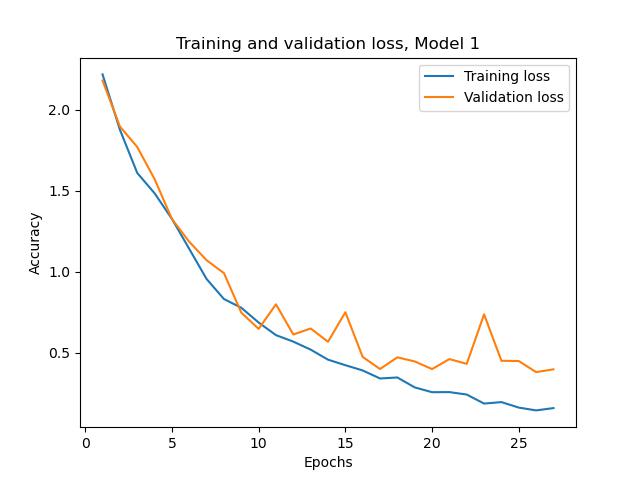 Training and validation loss, Model 1
Training loss
Validation loss
2.0
1.5
1.0
0.5
Accuracy
0
5
10
15
20
25
Epochs